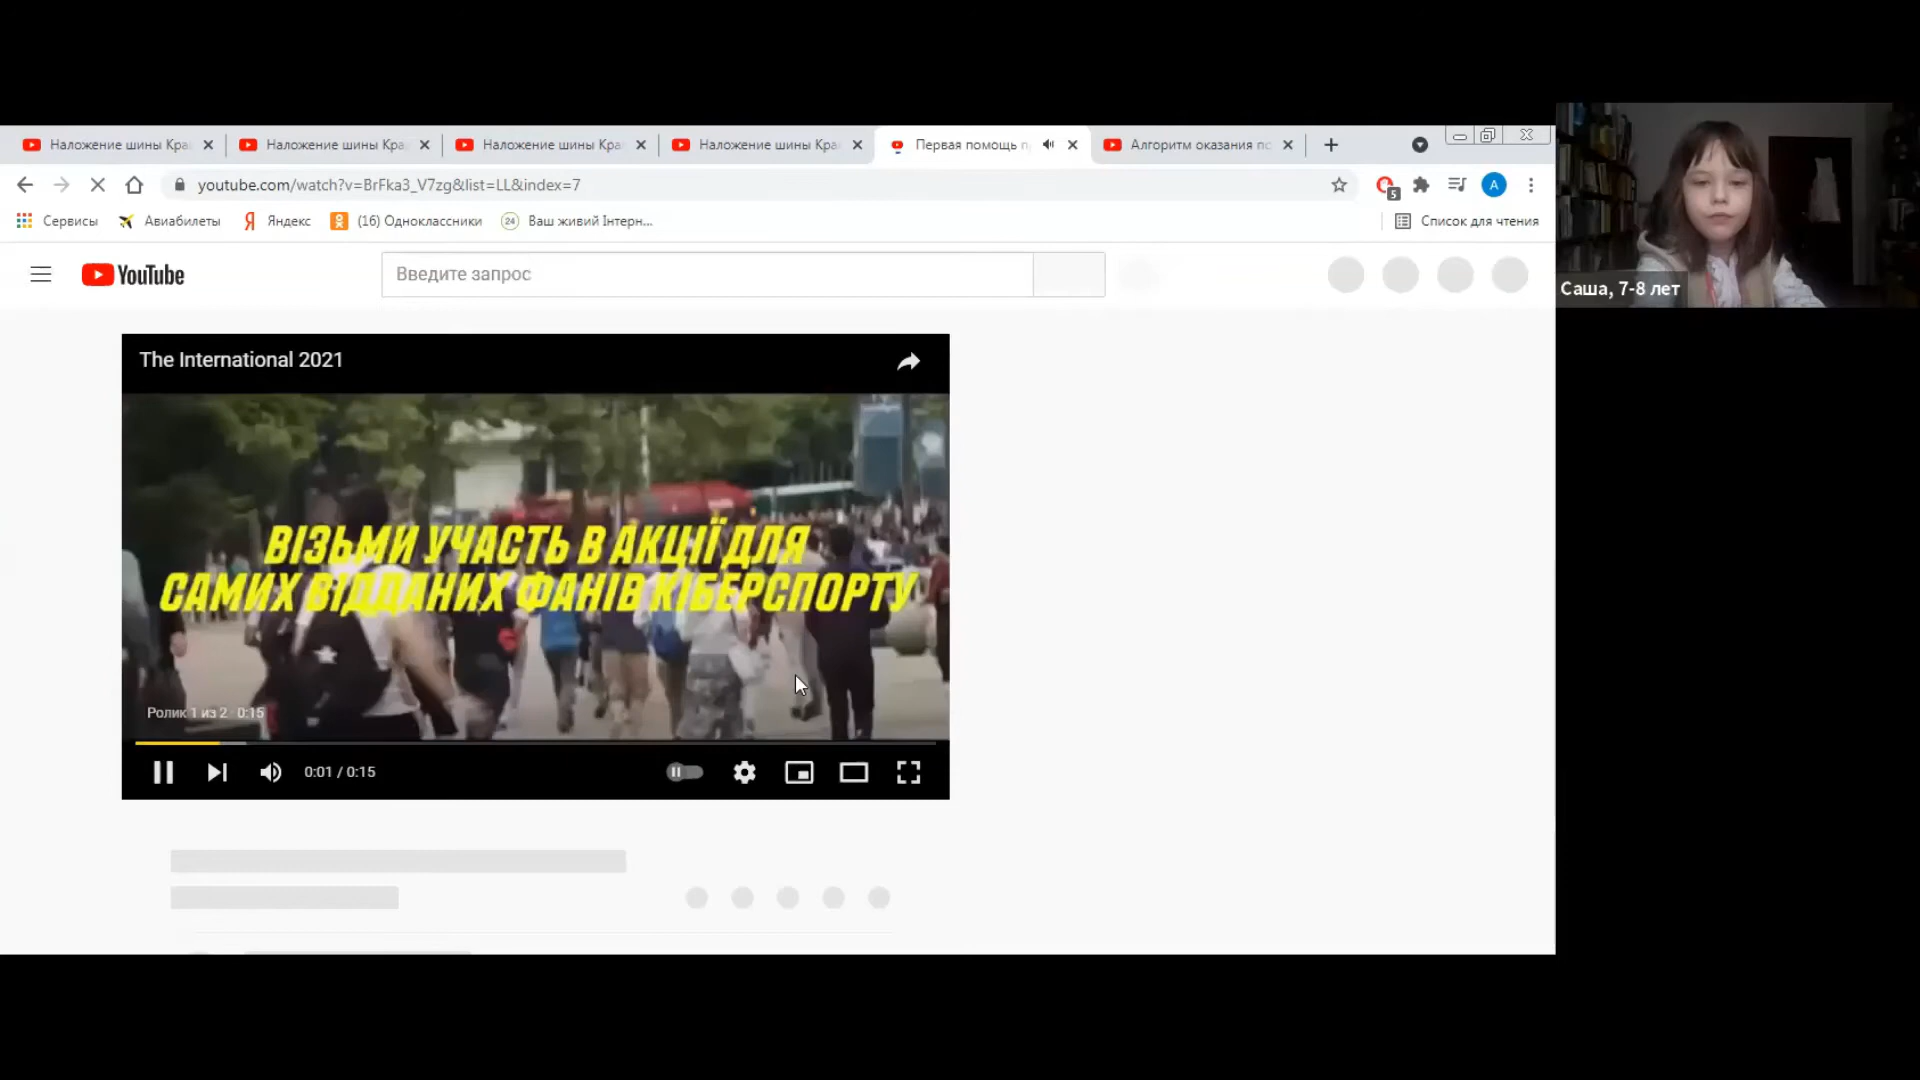 Наложение шины Кра
Наложение шины Кра
Наложение шины Кра
Наложение шины Кра
Первая помощь п
Алгоритм оказания по
youtube.com/watch?v=BrFka3_V7zg&list=LL&index=7
5
A
Сервисы
Авиабилеты
Я Яндекс
(16) Одноклассники
24 Ваш живий Інтерн...
Список для чтения
YouTube
Введите запрос
Саша, 7-8 лет
The International 2021
ВІЗЬМИ УЧАСТЬ В АКЦІЇ ДЛЯ
САМИХ ВІДДАНИХ ФАНІВ КІБЕРСПОРТУ
Ролик 1 из 2 · 0:15
0:01 / 0:15